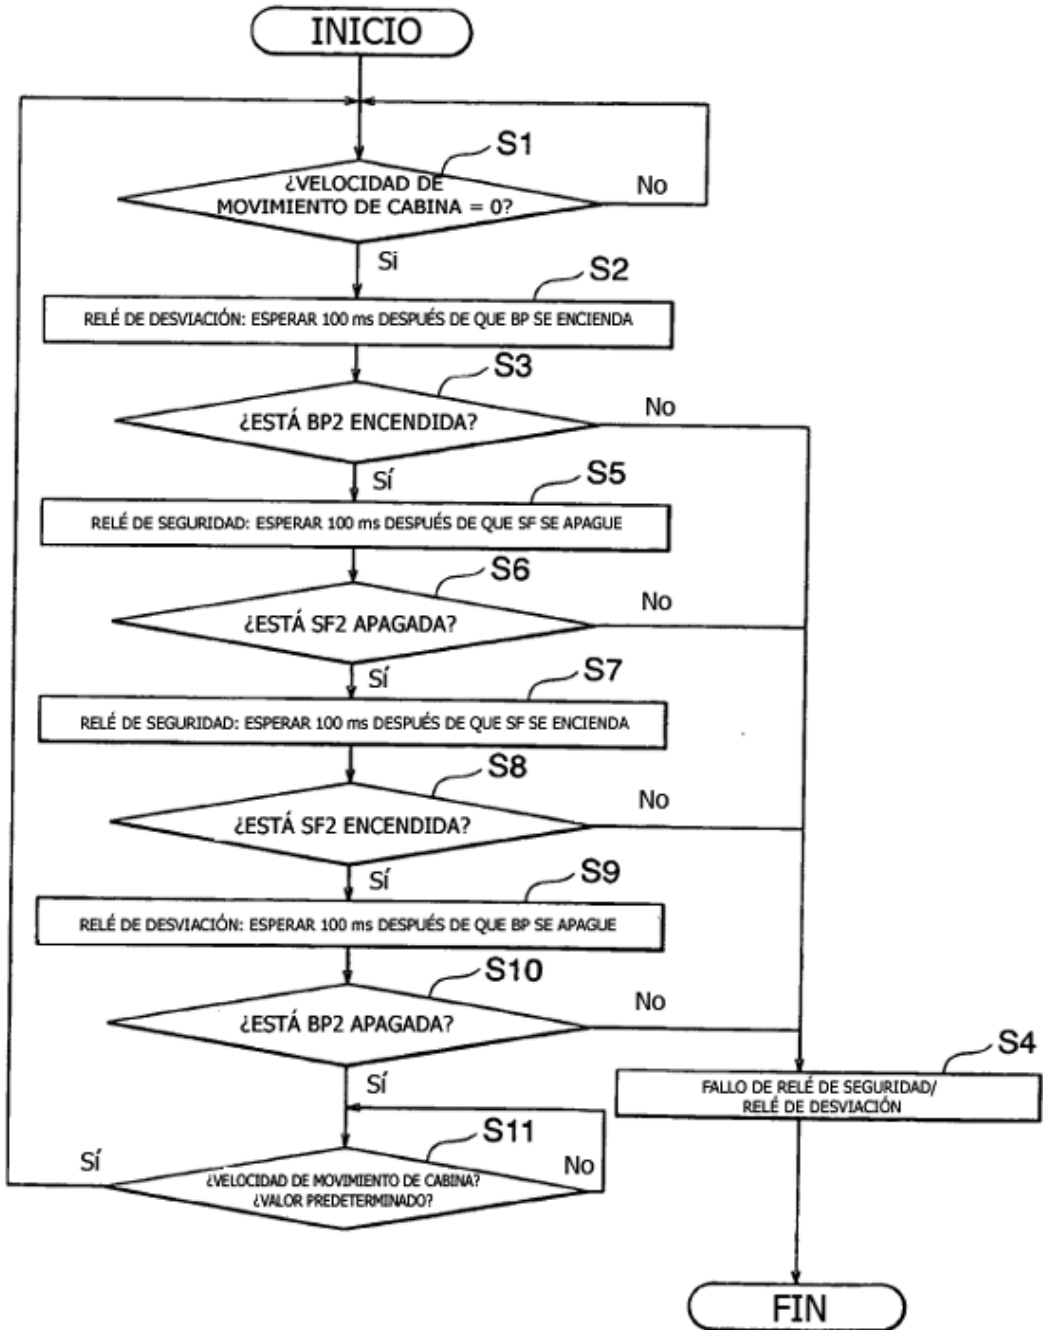 INICIO
S1
¿VELOCIDAD DE
MOVIMIENTO DE CABINA = 0?
No
Si
S2
RELÉ DE DESVIACIÓN: ESPERAR 100 ms DESPUÉS DE QUE BP SE ENCIENDA
S3
¿ESTÁ BP2 ENCENDIDA?
No
Sí
S5
RELÉ DE SEGURIDAD: ESPERAR 100 ms DESPUÉS DE QUE SF SE APAGUE
S6
¿ESTÁ SF2 APAGADA?
No
Sí
S7
RELÉ DE SEGURIDAD: ESPERAR 100 ms DESPUÉS DE QUE SF SE ENCIENDA
S8
¿ESTÁ SF2 ENCENDIDA?
No
Sí
S9
RELÉ DE DESVIACIÓN: ESPERAR 100 ms DESPUÉS DE QUE BP SE APAGUE
S10
¿ESTÁ BP2 APAGADA?
No
Sí
S4
FALLO DE RELÉ DE SEGURIDAD/
RELÉ DE DESVIACIÓN
S11
¿VELOCIDAD DE MOVIMIENTO DE CABINA?
¿VALOR PREDETERMINADO?
Sí
No
FIN